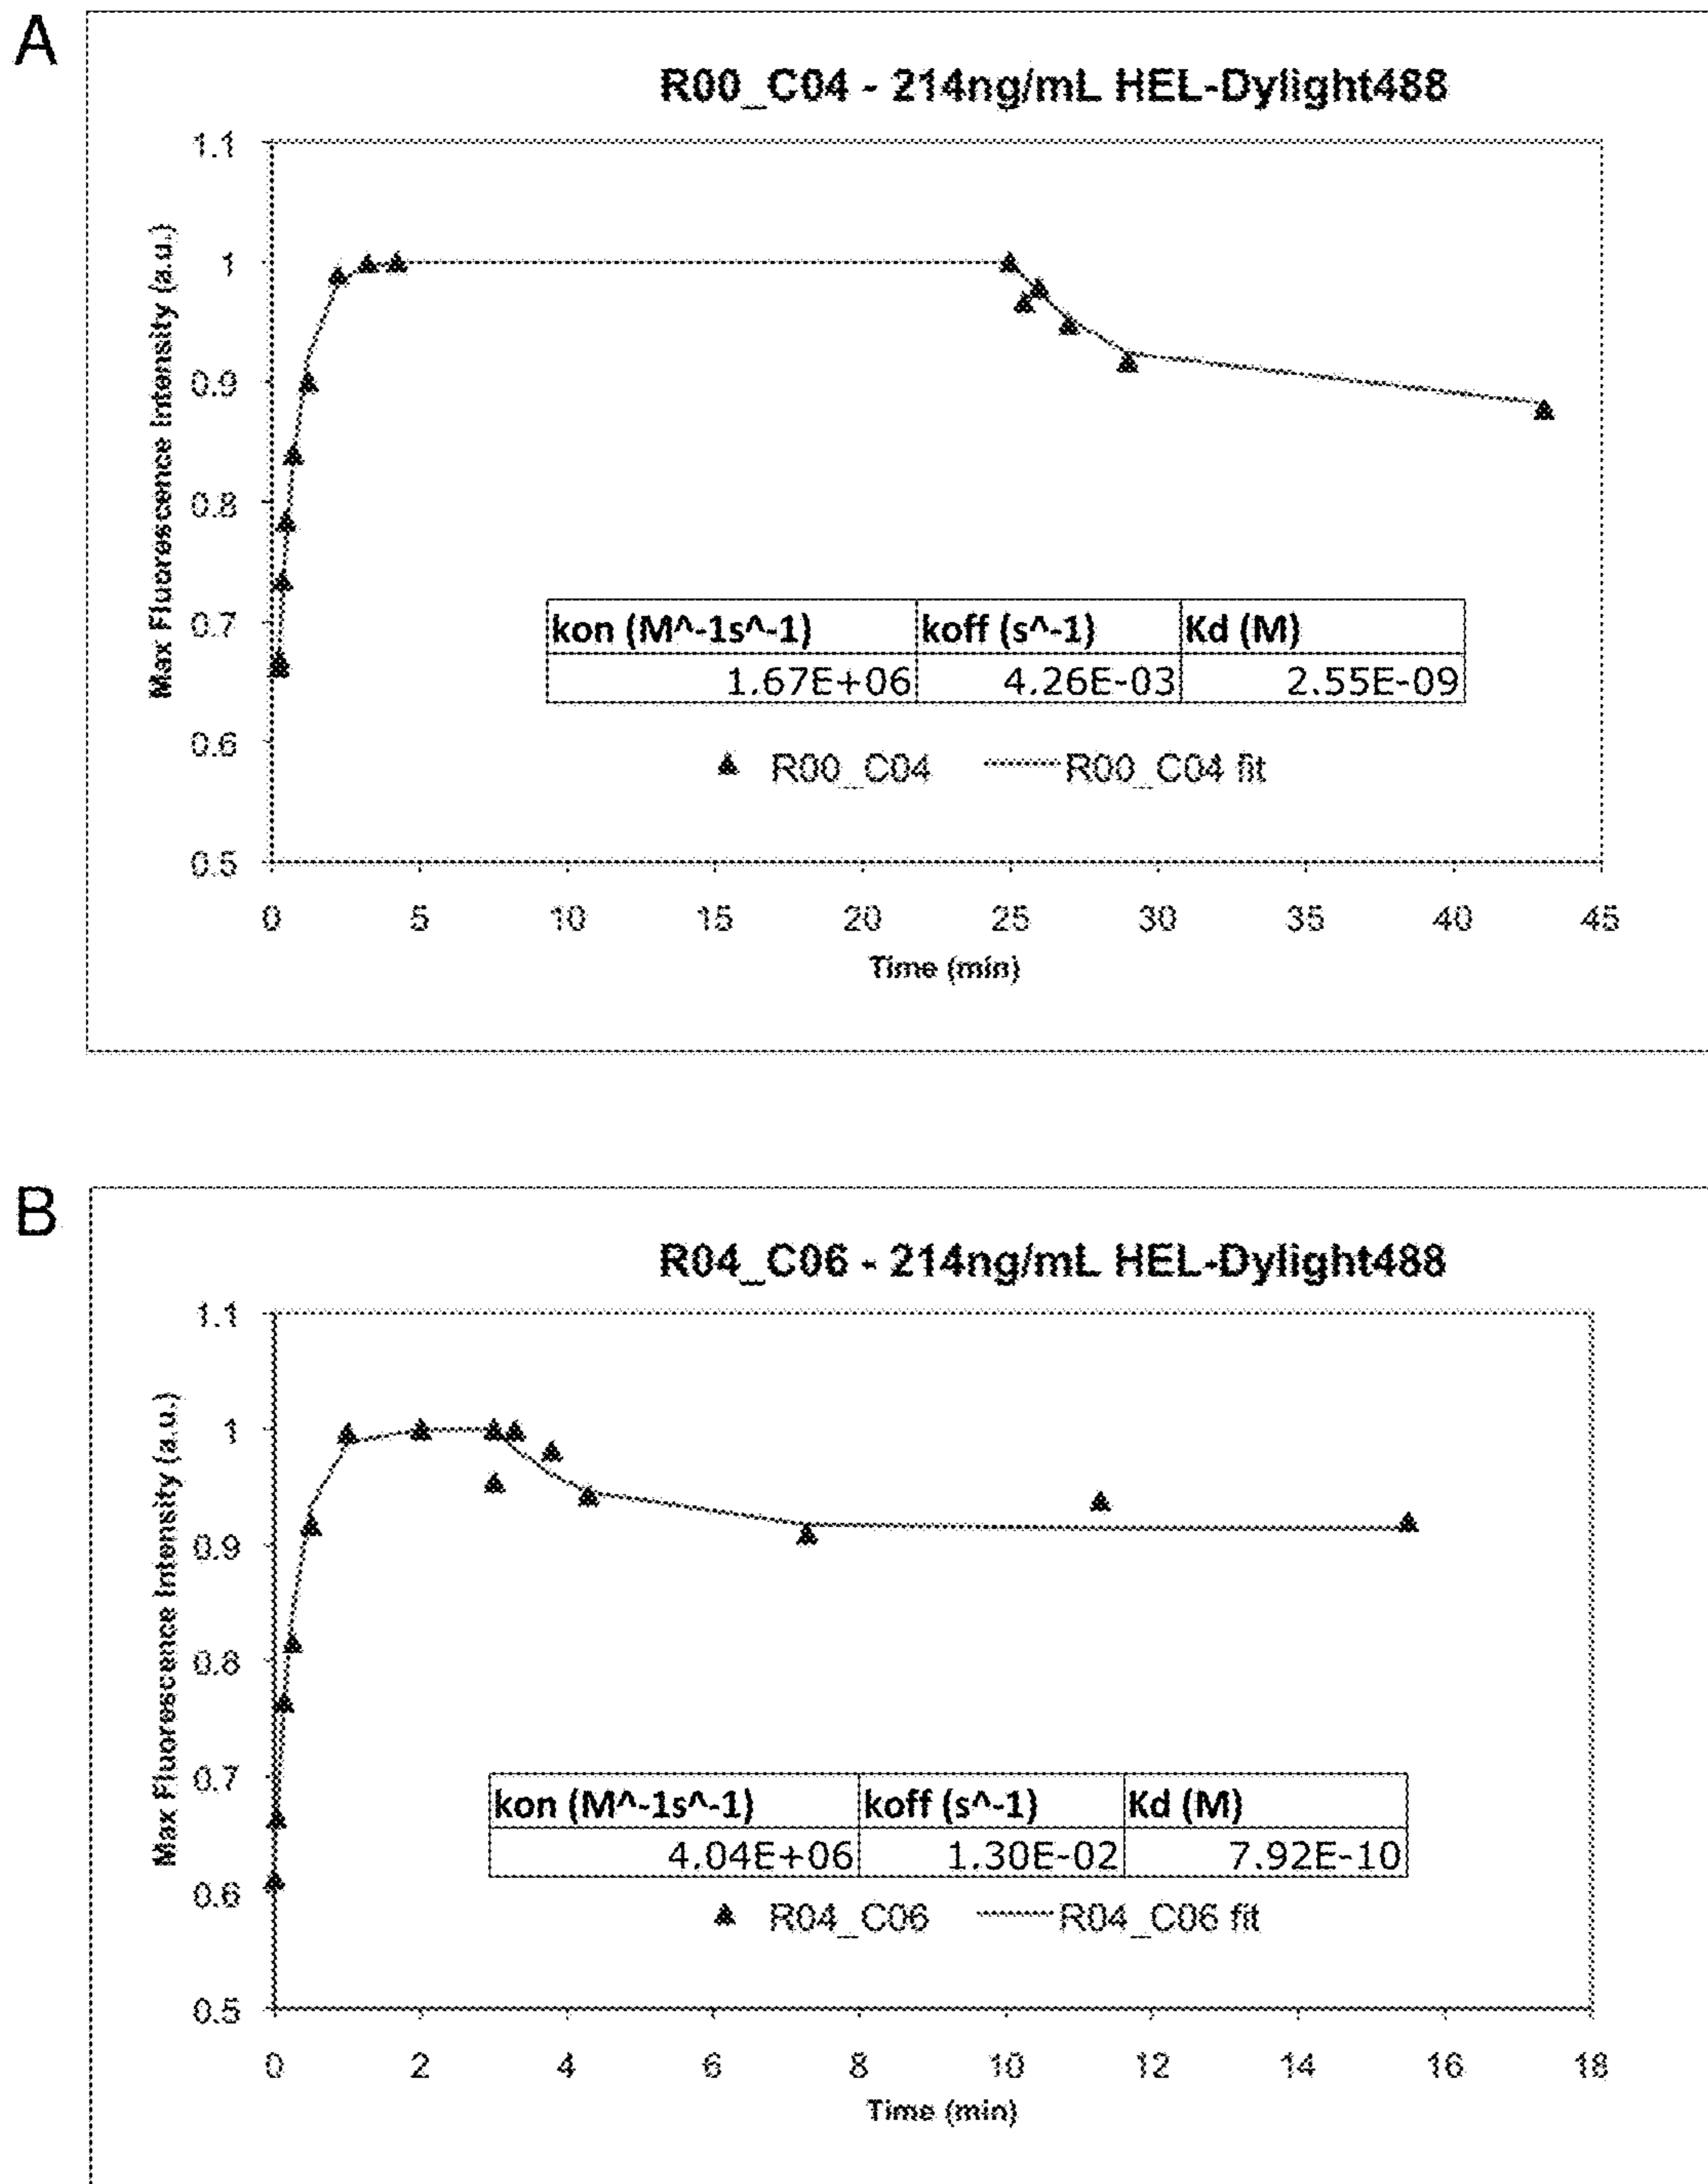 A
R00_C04 - 214ng/mL HEL-Dylight488
Max Fluorescence Intensity (a.u.)
1.1
1
0.9
0.8
0.7
0.6
0.5
kon (M^-1s^-1) koff (s^-1) Kd (M)
1.67E+06 4.26E-03 2.55E-09
R00_C04 R00_C04 fit
0 5 10 15 20 25 30 35 40 45
Time (min)
B
R04_C06 - 214ng/mL HEL-Dylight488
Max Fluorescence Intensity (a.u.)
1.1
1
0.9
0.8
0.7
0.6
0.5
kon (M^-1s^-1) koff (s^-1) Kd (M)
4.04E+06 1.30E-02 7.92E-10
R04_C06 R04_C06 fit
0 2 4 6 8 10 12 14 16 18
Time (min)